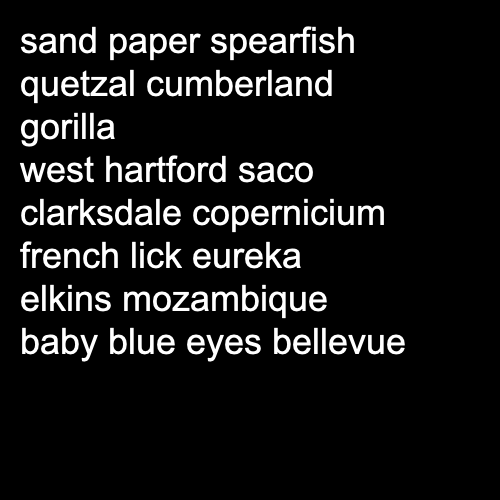 sand paper spearfish
quetzal cumberland
gorilla
west hartford saco
clarksdale copernicium
french lick eureka
elkins mozambique
baby blue eyes bellevue